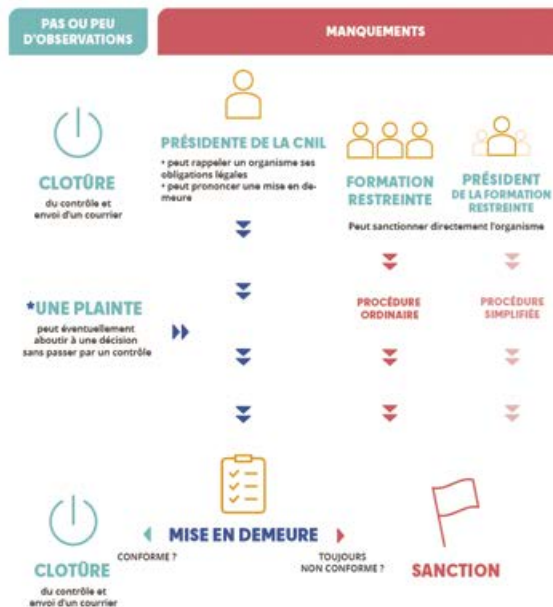 PAS OU PEU
D'OBSERVATIONS
MANQUEMENTS
CLOTÛRE
du contrôle et
envoi d'un courrier
PRÉSIDENTE DE LA CNIL
• peut rappeler un organisme ses
obligations légales
• peut prononcer une mise en de-
meure
FORMATION
RESTREINTE
PRÉSIDENT
DE LA FORMATION
RESTREINTE
Peut sanctionner directement l'organisme
*UNE PLAINTE
peut éventuellement
aboutir à une décision
sans passer par un contrôle
PROCÉDURE
ORDINAIRE
PROCÉDURE
SIMPLIFIÉE
MISE EN DEMEURE
CONFORME ?
TOUJOURS
NON CONFORME ?
CLOTÛRE
du contrôle et
envoi d'un courrier
SANCTION